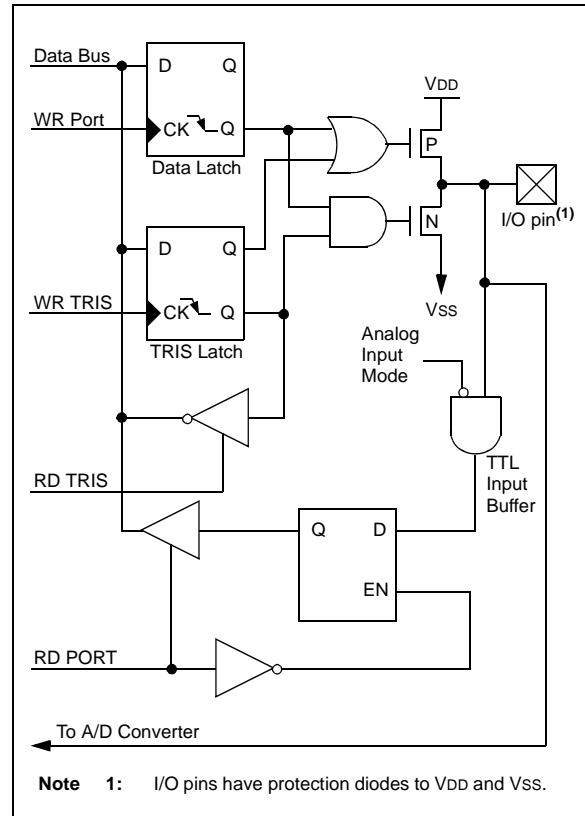 Data Bus
D Q
VDD
WR Port
CK Q
P
Data Latch
I/O pin(1)
N
D Q
WR TRIS
CK Q
VSS
TRIS Latch
Analog
Input
Mode
TTL
Input
Buffer
RD TRIS
Q D
EN
RD PORT
To A/D Converter
Note 1: I/O pins have protection diodes to VDD and VSS.